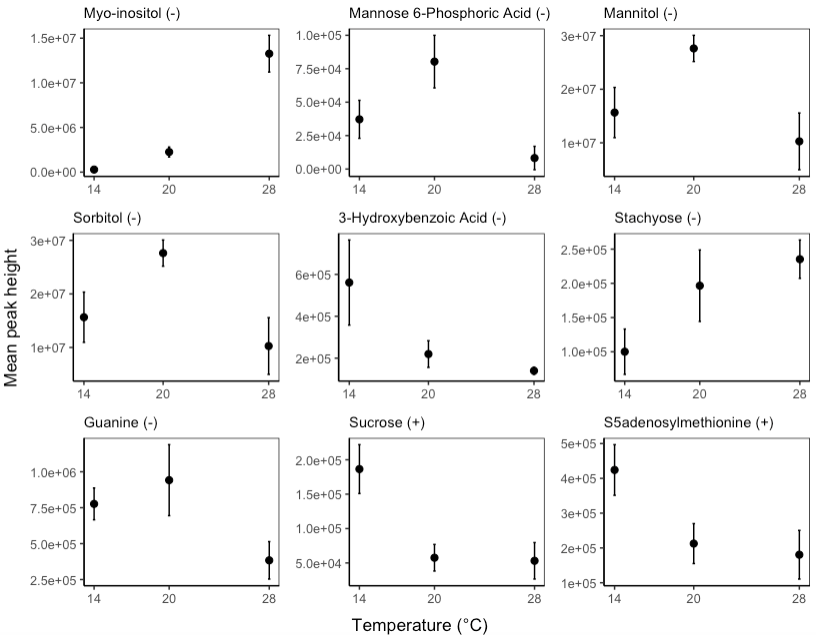 Myo-inositol (-)
1.5e+07
1.0e+07
5.0e+06
0.0e+00
14 20 28
Mannose 6-Phosphoric Acid (-)
1.0e+05
7.5e+04
5.0e+04
2.5e+04
0.0e+00
14 20 28
Mannitol (-)
3e+07
2e+07
1e+07
14 20 28
Mean peak height
Sorbitol (-)
3e+07
2e+07
1e+07
14 20 28
3-Hydroxybenzoic Acid (-)
6e+05
4e+05
2e+05
14 20 28
Stachyose (-)
2.5e+05
2.0e+05
1.5e+05
1.0e+05
14 20 28
Guanine (-)
1.0e+06
7.5e+05
5.0e+05
2.5e+05
14 20 28
Sucrose (+)
2.0e+05
1.5e+05
1.0e+05
5.0e+04
14 20 28
S5adenosylmethionine (+)
5e+05
4e+05
3e+05
2e+05
1e+05
14 20 28
Temperature (°C)